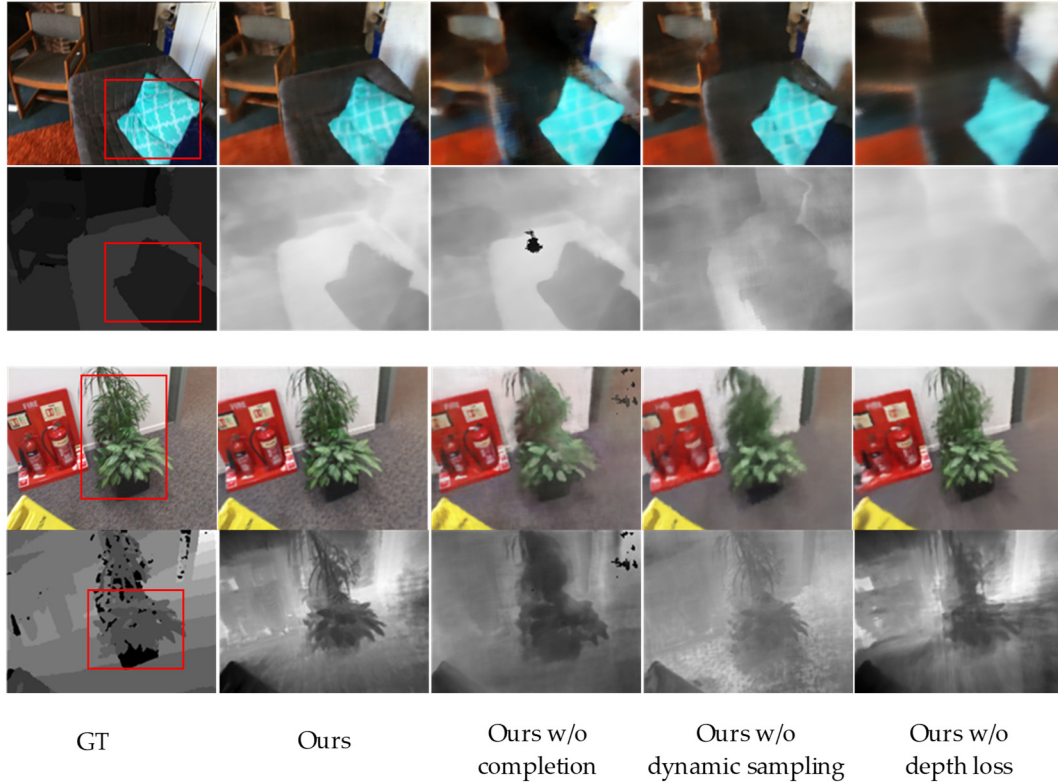 FIRE
GT
Ours
Ours w/o
completion
Ours w/o
dynamic sampling
Ours w/o
depth loss